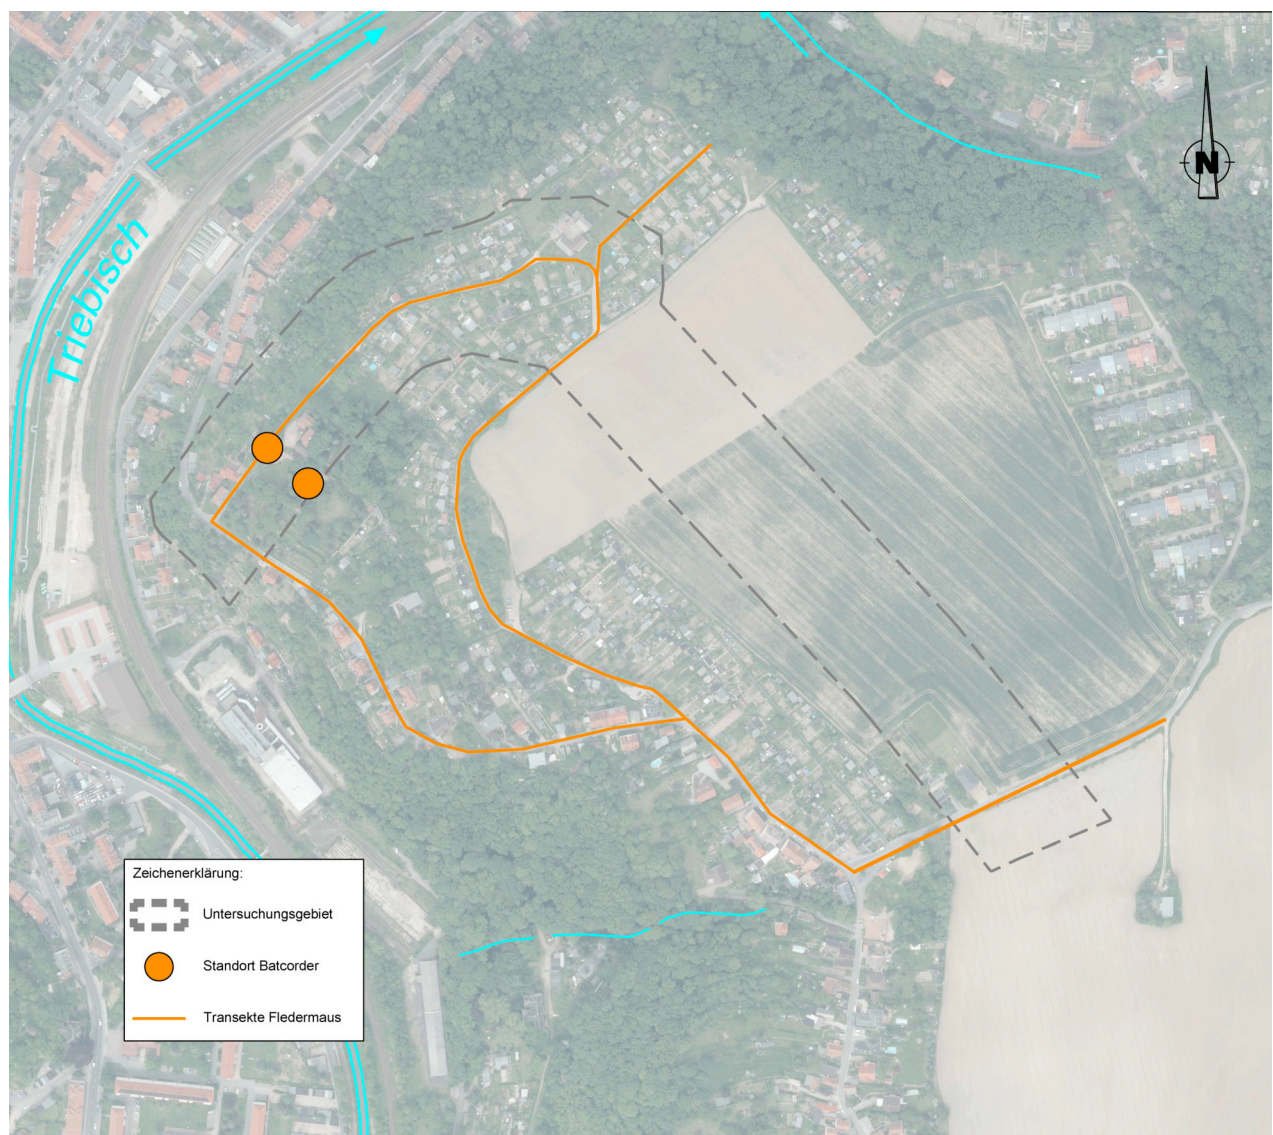 N
Triebisch
Zeichenerklärung:
Untersuchungsgebiet
Standort Batcorder
Transekte Fledermaus